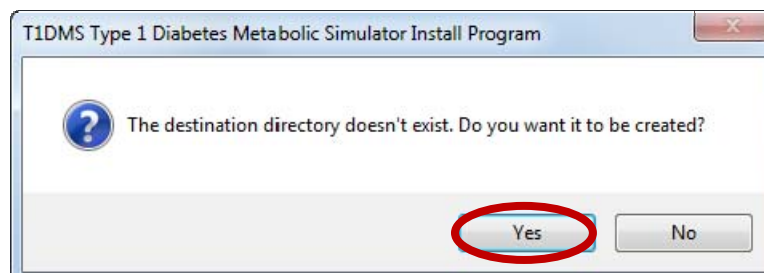 T1DMS Type 1 Diabetes Metabolic Simulator Install Program
The destination directory doesn't exist. Do you want it to be created?
Yes
No